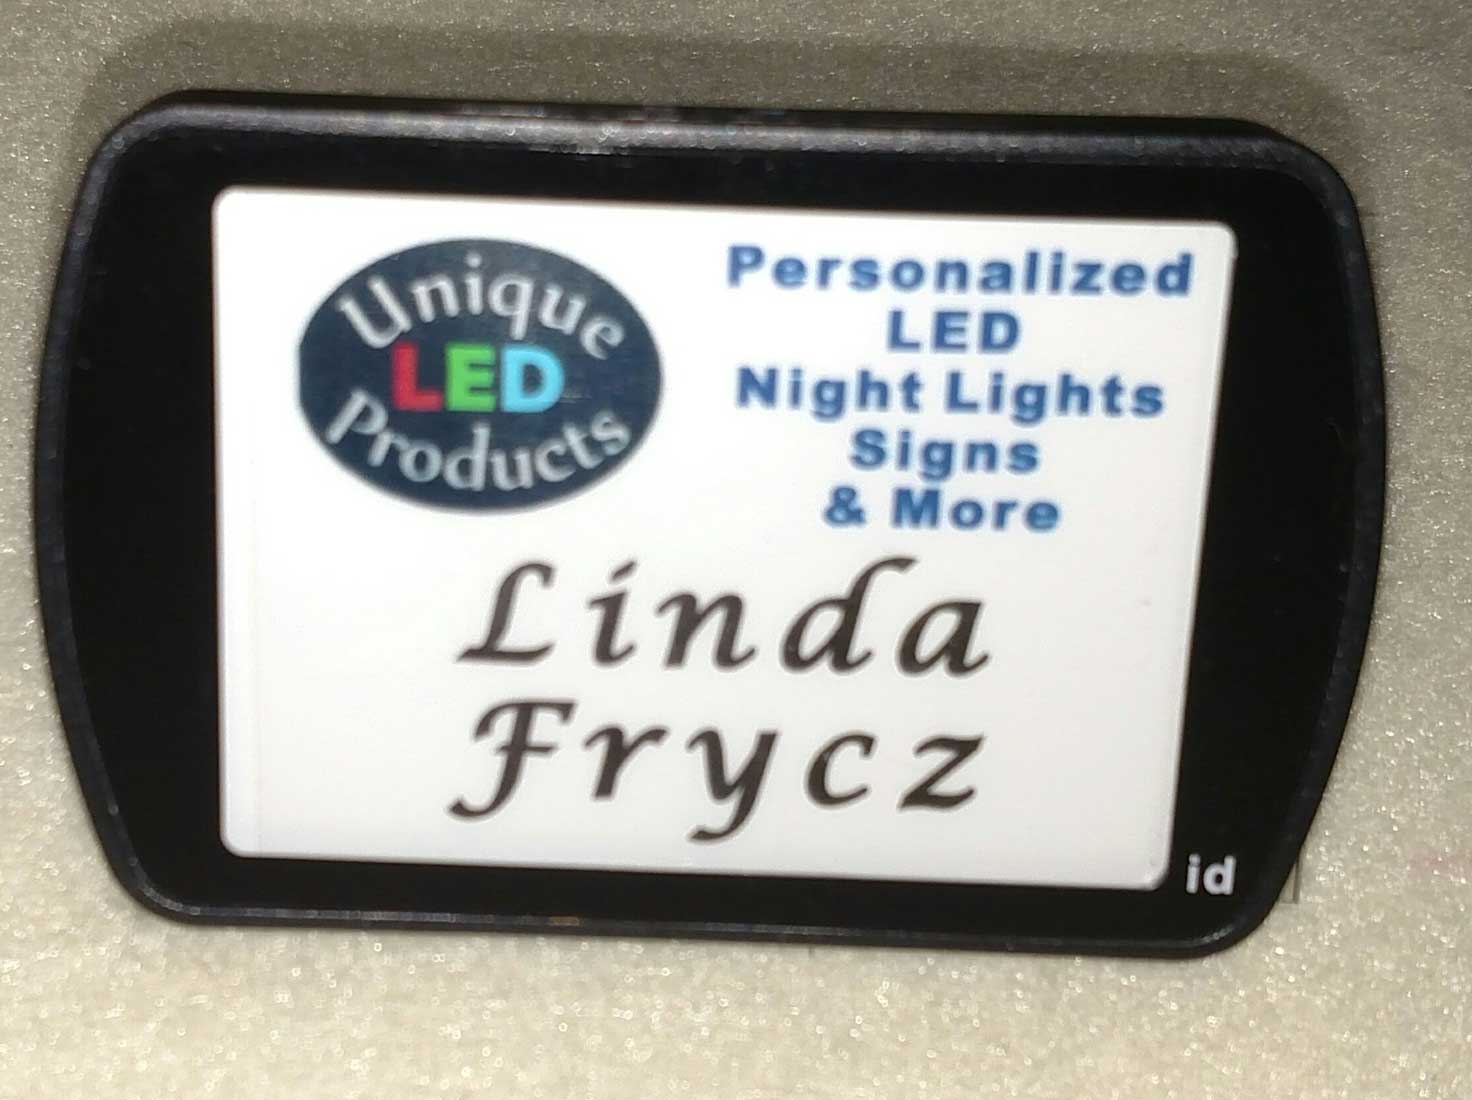 Unique
LED
Products
Personalized
LED
Night Lights
Signs
& More
Linda
Frycz
id